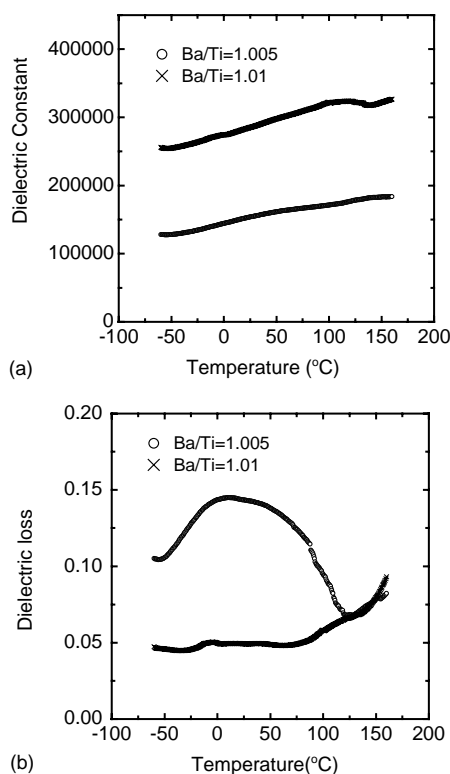 400000
○ Ba/Ti=1.005
× Ba/Ti=1.01
300000
200000
100000
0
Dielectric Constant
-100 -50 0 50 100 150 200
Temperature (°C)
(a)
0.20
○ Ba/Ti=1.005
× Ba/Ti=1.01
0.15
0.10
0.05
0.00
Dielectric loss
-100 -50 0 50 100 150 200
Temperature(°C)
(b)